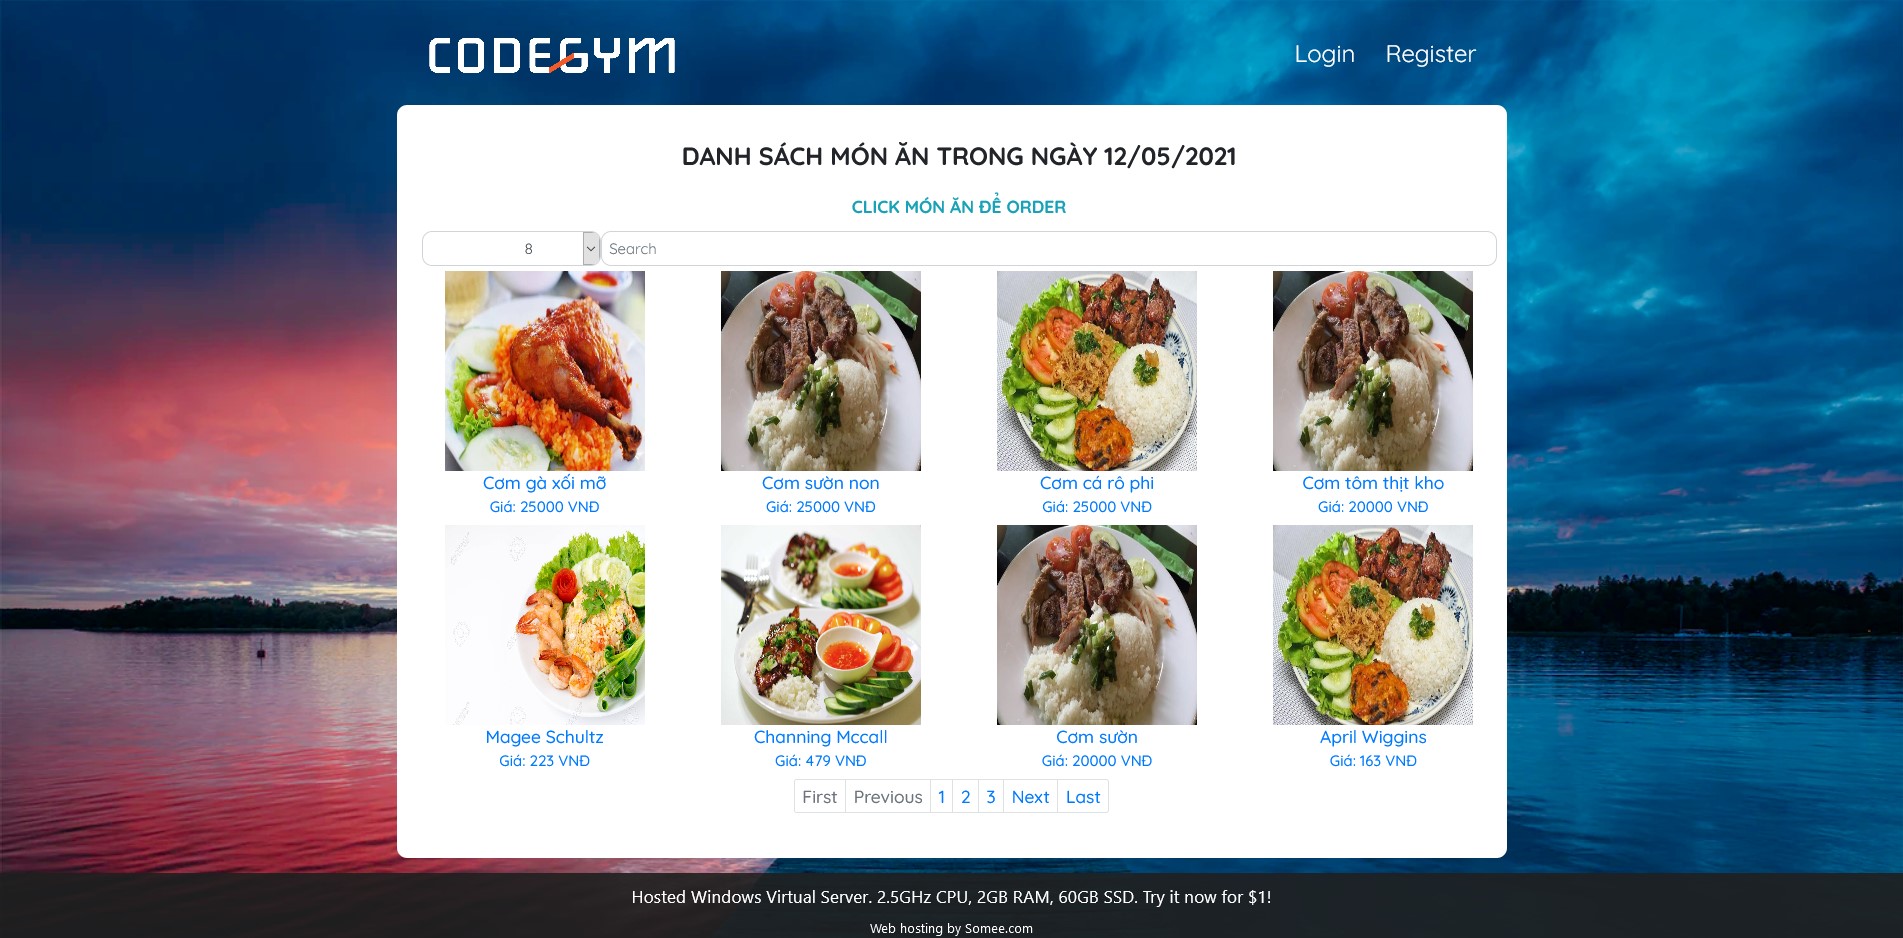 CODEGYM
Login Register
DANH SÁCH MÓN ĂN TRONG NGÀY 12/05/2021
CLICK MÓN ĂN ĐỂ ORDER
8 Search
Cơm gà xối mỡ
Giá: 25000 VNĐ
Cơm sườn non
Giá: 25000 VNĐ
Cơm cá rô phi
Giá: 25000 VNĐ
Cơm tôm thịt kho
Giá: 20000 VNĐ
Magee Schultz
Giá: 223 VNĐ
Channing Mccall
Giá: 479 VNĐ
Cơm sườn
Giá: 20000 VNĐ
April Wiggins
Giá: 163 VNĐ
First Previous 1 2 3 Next Last
Hosted Windows Virtual Server. 2.5GHz CPU, 2GB RAM, 60GB SSD. Try it now for $1!
Web hosting by Somee.com